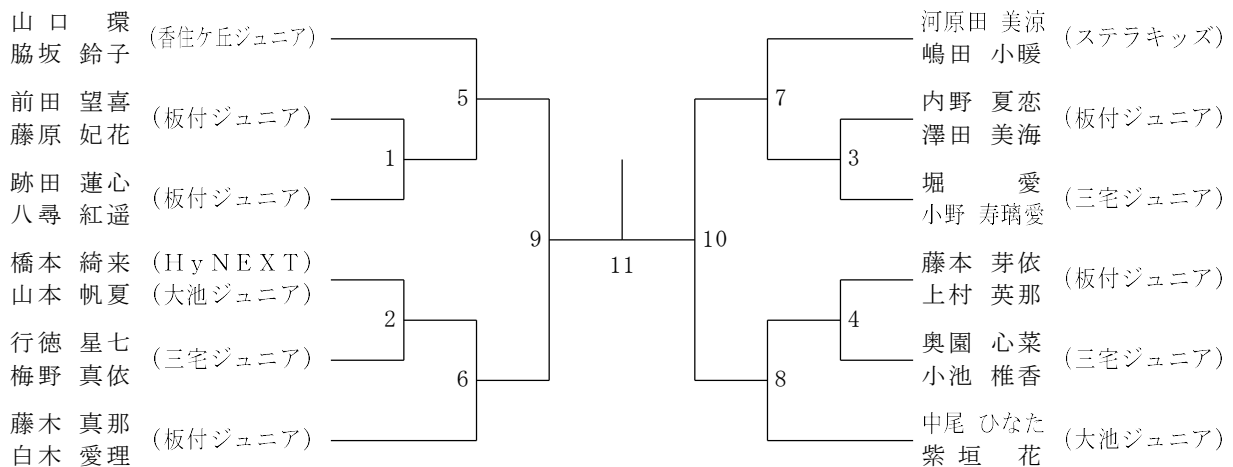 山口 環 (香住ケ丘ジュニア)
脇坂 鈴子
前田 望喜 (板付ジュニア)
藤原 妃花
跡田 蓮心 (板付ジュニア)
八尋 紅遥
橋本 綺来 (HyNEXT)
山本 帆夏 (大池ジュニア)
行徳 星七 (三宅ジュニア)
梅野 真依
藤木 真那 (板付ジュニア)
白木 愛理
5
1
9
2
6
11
7
3
10
4
8
河原田 美涼 (ステラキッズ)
嶋田 小暖
内野 夏恋 (板付ジュニア)
澤田 美海
堀 愛 (三宅ジュニア)
小野 寿璃愛
藤本 芽依 (板付ジュニア)
上村 英那
奥園 心菜 (三宅ジュニア)
小池 椎香
中尾 ひなた (大池ジュニア)
紫垣 花